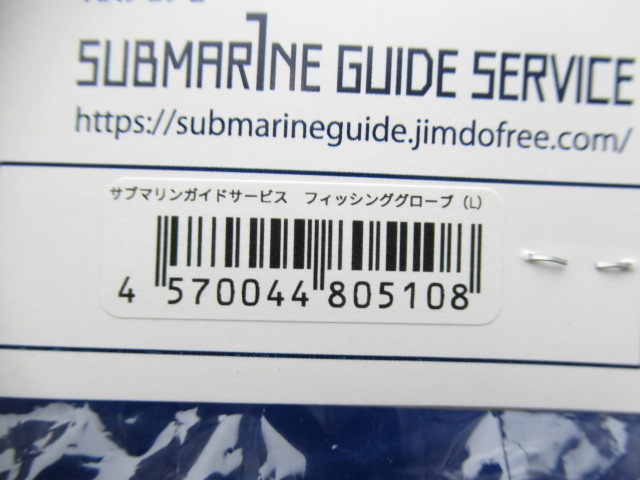 SUBMARINE GUIDE SERVICE
https://submarineguide.jimdofree.com/
サブマリンガイドサービス　フィッシンググローブ（L）
4 570044 805108